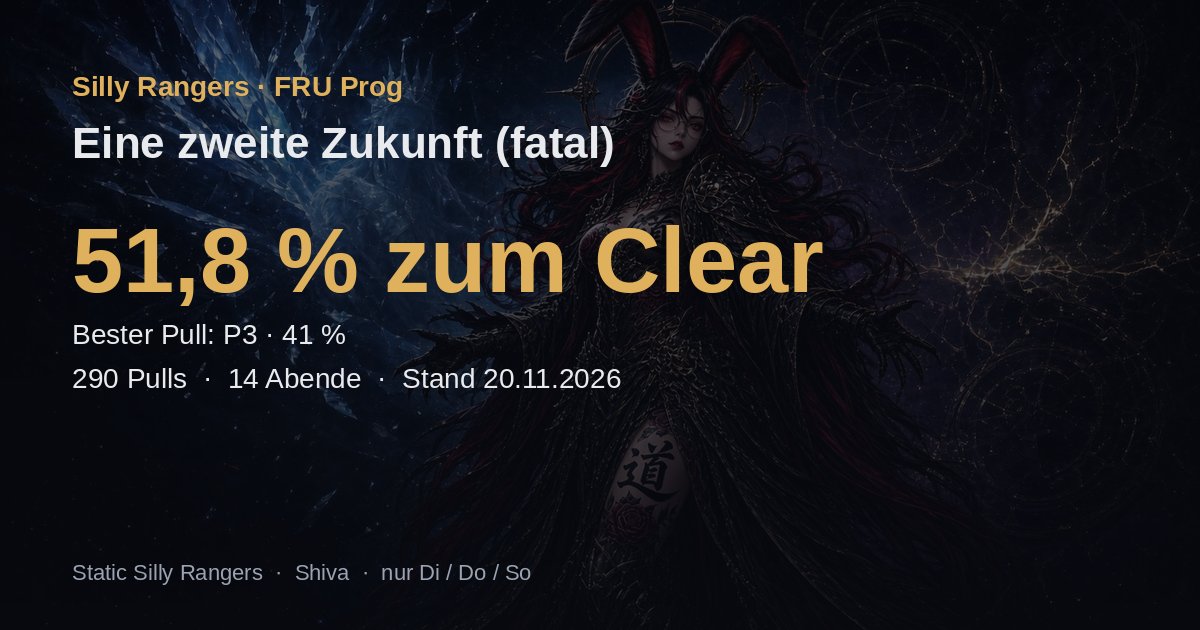 Silly Rangers · FRU Prog
Eine zweite Zukunft (fatal)
51,8 % zum Clear
Bester Pull: P3 · 41 %
290 Pulls · 14 Abende · Stand 20.11.2026
道
Static Silly Rangers · Shiva · nur Di / Do / So